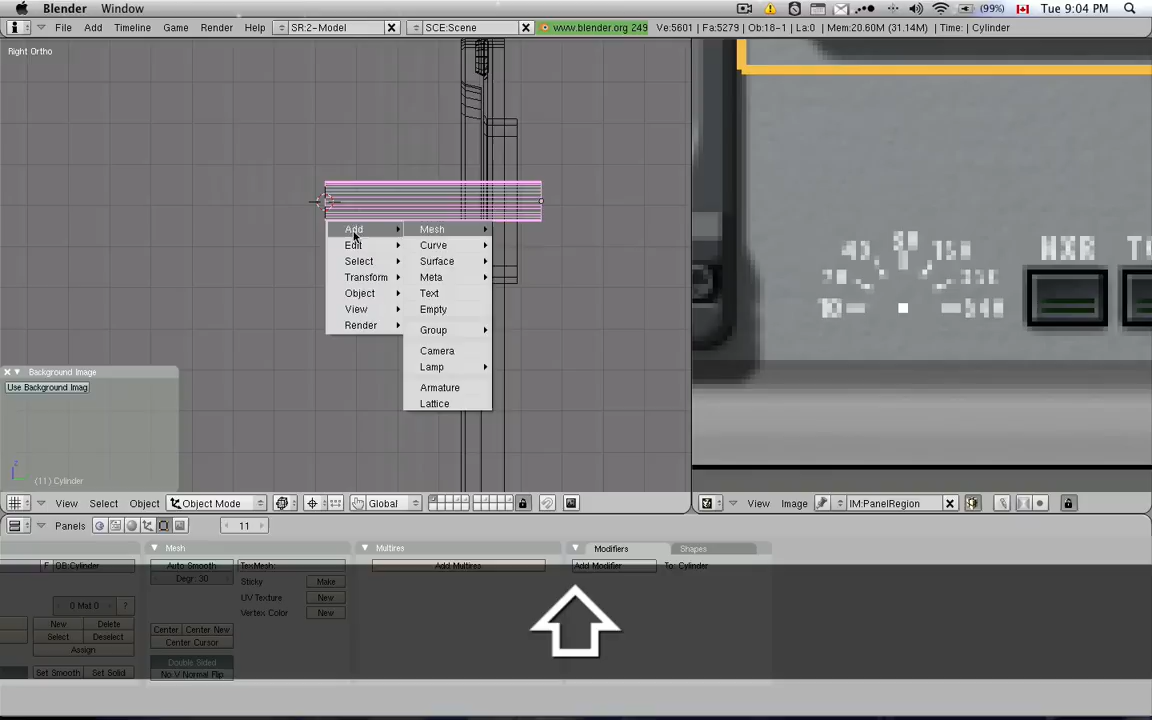 Blender Window (99%) Tue 9:04 PM
File Add Timeline Game Render Help SR:2-Model SCE:Scene www.blender.org 249 Ve:5601 | Fa:5279 | Ob:18-1 | La:0 | Mem:20.60M (31.14M) | Time: | Cylinder
Right Ortho
Add Mesh
Edit Curve
Select Surface
Transform Meta
Object Text
View Empty
Render Group
Camera
Lamp
Armature
Lattice
Background Image
Use Background Imag
z
(11) Cylinder
View Select Object Object Mode Global View Image IM:PanelRegion
Panels 11
Mesh Multires Modifiers Shapes
F OB:Cylinder Auto Smooth TexMesh: Add Multires Add Modifier To: Cylinder
Degr: 30 Sticky Make
0 Mat 0 ? UV Texture New
New Delete Vertex Color New
Select Deselect Center Center New
Assign Center Cursor
Double Sided
Set Smooth Set Solid No V.Normal Flip